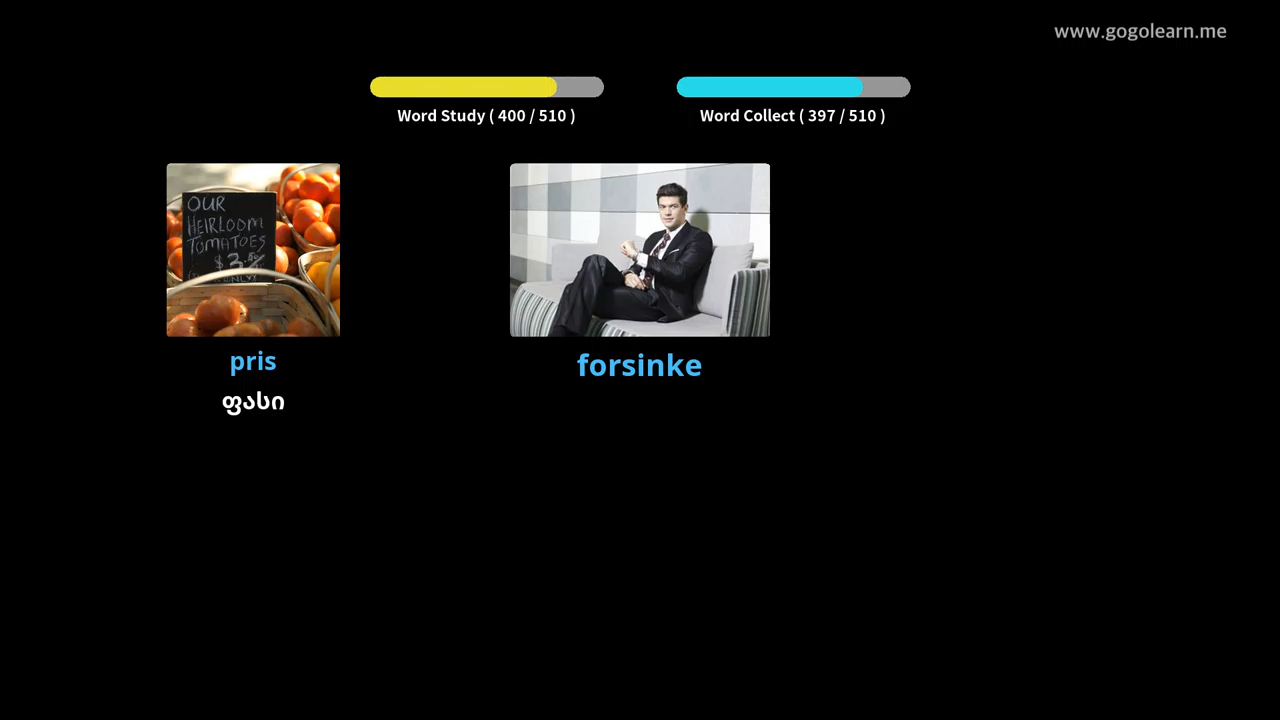 www.gogolearn.me
Word Study ( 400 / 510 )
Word Collect ( 397 / 510 )
OUR
HEIRLOOM
TOMATOES
pris
ფასი
forsinke